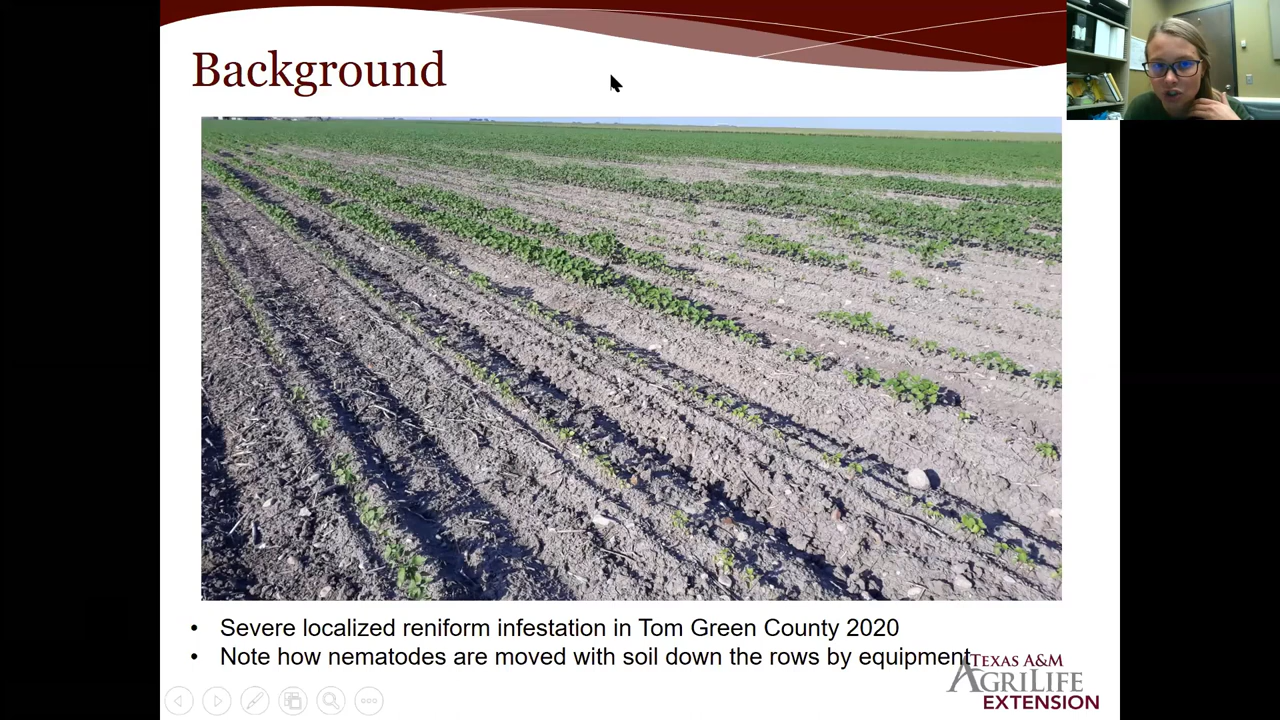 Background
• Severe localized reniform infestation in Tom Green County 2020
• Note how nematodes are moved with soil down the rows by equipment
TEXAS A&M
AGRILIFE
EXTENSION